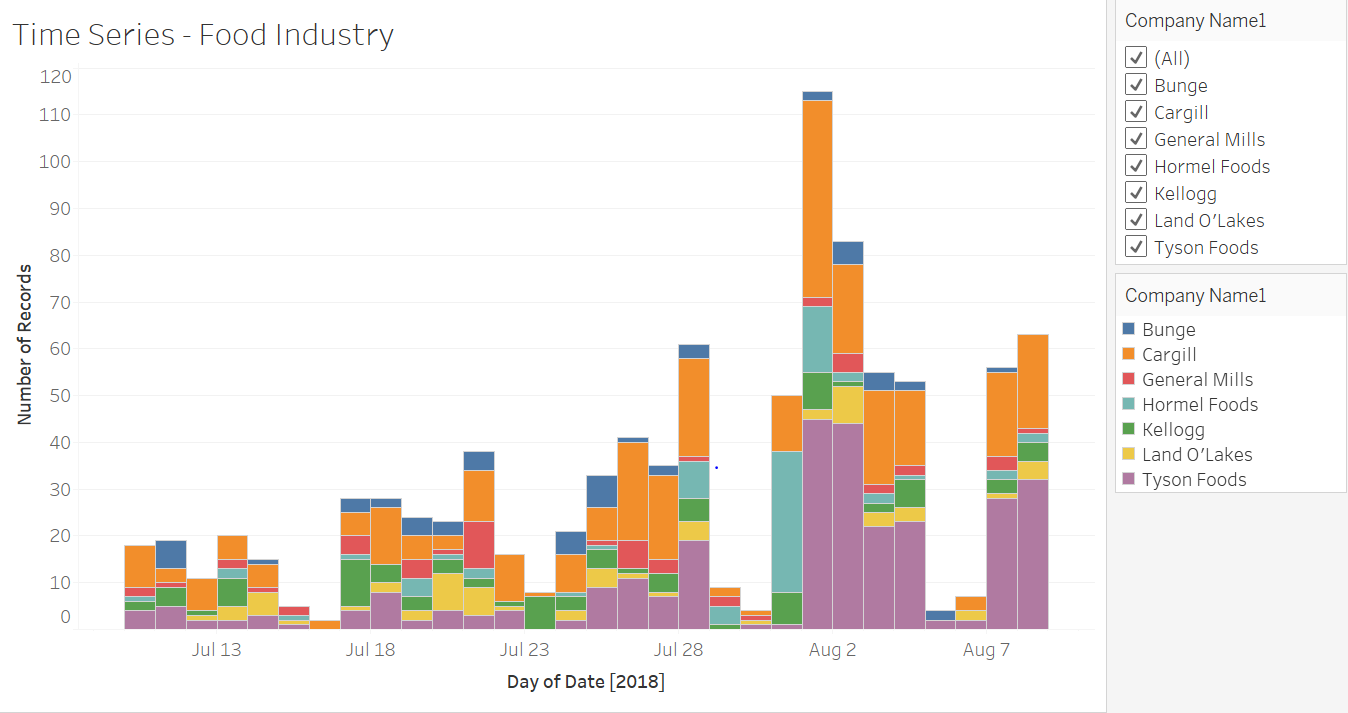 Time Series - Food Industry
120
110
100
90
80
70
60
50
40
30
20
10
0
Number of Records
Jul 13
Jul 18
Jul 23
Jul 28
Aug 2
Aug 7
Day of Date [2018]
Company Name1
(All)
Bunge
Cargill
General Mills
Hormel Foods
Kellogg
Land O’Lakes
Tyson Foods
Company Name1
Bunge
Cargill
General Mills
Hormel Foods
Kellogg
Land O’Lakes
Tyson Foods